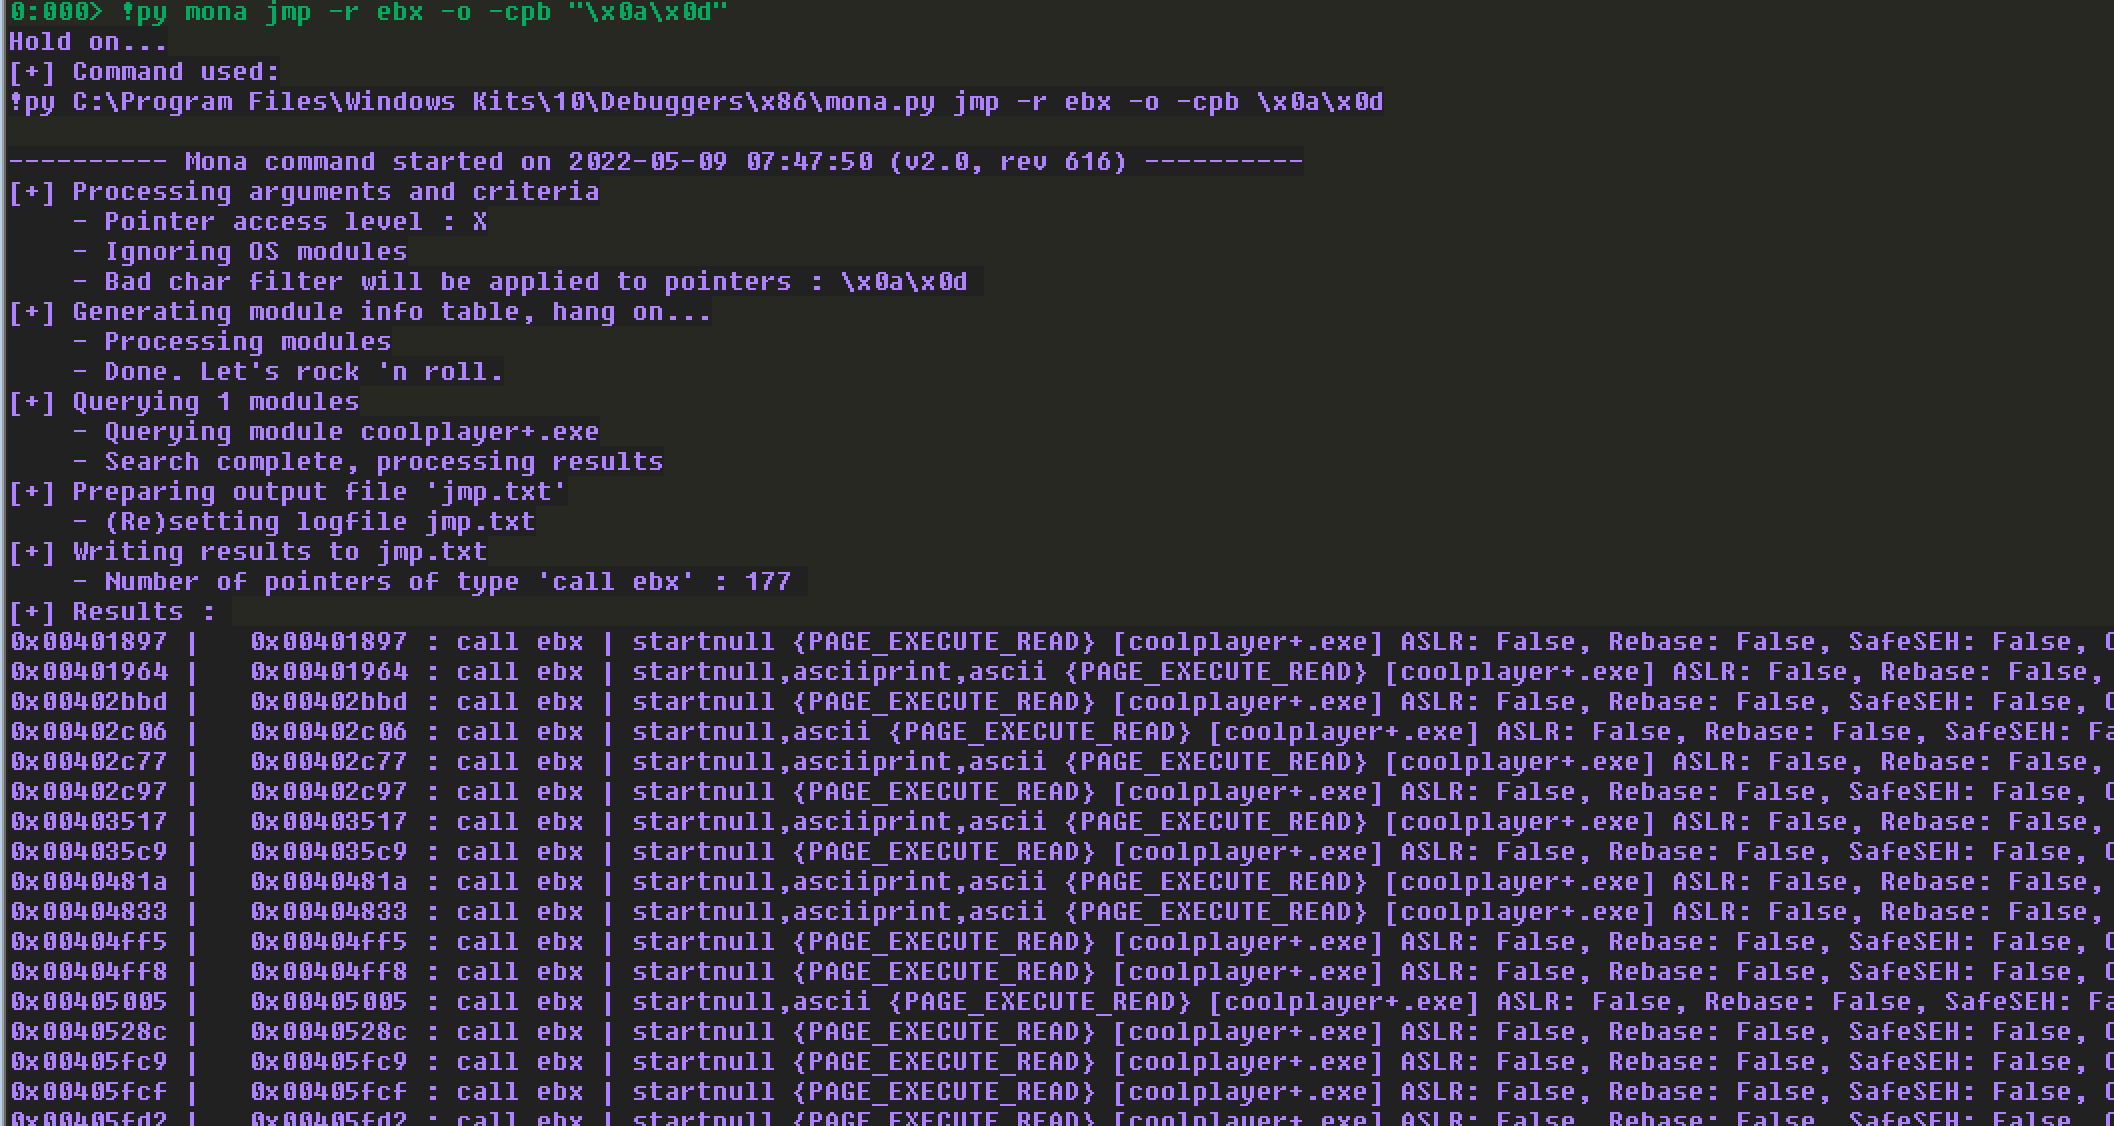 0:000> !py mona jmp -r ebx -o -cpb "\x0a\x0d"
Hold on...
[+] Command used:
!py C:\Program Files\Windows Kits\10\Debuggers\x86\mona.py jmp -r ebx -o -cpb \x0a\x0d
---------- Mona command started on 2022-05-09 07:47:50 (v2.0, rev 616) ----------
[+] Processing arguments and criteria
    - Pointer access level : X
    - Ignoring OS modules
    - Bad char filter will be applied to pointers : \x0a\x0d
[+] Generating module info table, hang on...
    - Processing modules
    - Done. Let's rock 'n roll.
[+] Querying 1 modules
    - Querying module coolplayer+.exe
    - Search complete, processing results
[+] Preparing output file 'jmp.txt'
    - (Re)setting logfile jmp.txt
[+] Writing results to jmp.txt
    - Number of pointers of type 'call ebx' : 177
[+] Results :
0x00401897 |   0x00401897 : call ebx | startnull {PAGE_EXECUTE_READ} [coolplayer+.exe] ASLR: False, Rebase: False, SafeSEH: False,
0x00401964 |   0x00401964 : call ebx | startnull,asciiprint,ascii {PAGE_EXECUTE_READ} [coolplayer+.exe] ASLR: False, Rebase: False,
0x00402bbd |   0x00402bbd : call ebx | startnull {PAGE_EXECUTE_READ} [coolplayer+.exe] ASLR: False, Rebase: False, SafeSEH: False,
0x00402c06 |   0x00402c06 : call ebx | startnull,ascii {PAGE_EXECUTE_READ} [coolplayer+.exe] ASLR: False, Rebase: False, SafeSEH: Fa
0x00402c77 |   0x00402c77 : call ebx | startnull,asciiprint,ascii {PAGE_EXECUTE_READ} [coolplayer+.exe] ASLR: False, Rebase: False,
0x00402c97 |   0x00402c97 : call ebx | startnull {PAGE_EXECUTE_READ} [coolplayer+.exe] ASLR: False, Rebase: False, SafeSEH: False,
0x00403517 |   0x00403517 : call ebx | startnull,asciiprint,ascii {PAGE_EXECUTE_READ} [coolplayer+.exe] ASLR: False, Rebase: False,
0x004035c9 |   0x004035c9 : call ebx | startnull {PAGE_EXECUTE_READ} [coolplayer+.exe] ASLR: False, Rebase: False, SafeSEH: False,
0x0040481a |   0x0040481a : call ebx | startnull,asciiprint,ascii {PAGE_EXECUTE_READ} [coolplayer+.exe] ASLR: False, Rebase: False,
0x00404833 |   0x00404833 : call ebx | startnull,asciiprint,ascii {PAGE_EXECUTE_READ} [coolplayer+.exe] ASLR: False, Rebase: False,
0x00404ff5 |   0x00404ff5 : call ebx | startnull {PAGE_EXECUTE_READ} [coolplayer+.exe] ASLR: False, Rebase: False, SafeSEH: False,
0x00404ff8 |   0x00404ff8 : call ebx | startnull {PAGE_EXECUTE_READ} [coolplayer+.exe] ASLR: False, Rebase: False, SafeSEH: False,
0x00405005 |   0x00405005 : call ebx | startnull,ascii {PAGE_EXECUTE_READ} [coolplayer+.exe] ASLR: False, Rebase: False, SafeSEH: Fa
0x0040528c |   0x0040528c : call ebx | startnull {PAGE_EXECUTE_READ} [coolplayer+.exe] ASLR: False, Rebase: False, SafeSEH: False,
0x00405fc9 |   0x00405fc9 : call ebx | startnull {PAGE_EXECUTE_READ} [coolplayer+.exe] ASLR: False, Rebase: False, SafeSEH: False,
0x00405fcf |   0x00405fcf : call ebx | startnull {PAGE_EXECUTE_READ} [coolplayer+.exe] ASLR: False, Rebase: False, SafeSEH: False,
0x00405fd2 |   0x00405fd2 : call ebx | startnull {PAGE_EXECUTE_READ} [coolplayer+.exe] ASLR: False, Rebase: False, SafeSEH: False,